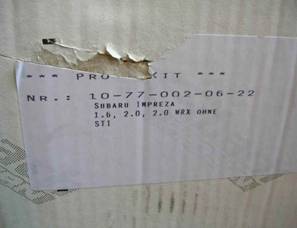 *** PRO KIT ***
NR.: 10-77-002-06-22
SUBARU IMPREZA
1.6, 2.0, 2.0 WRX OHNE
STI